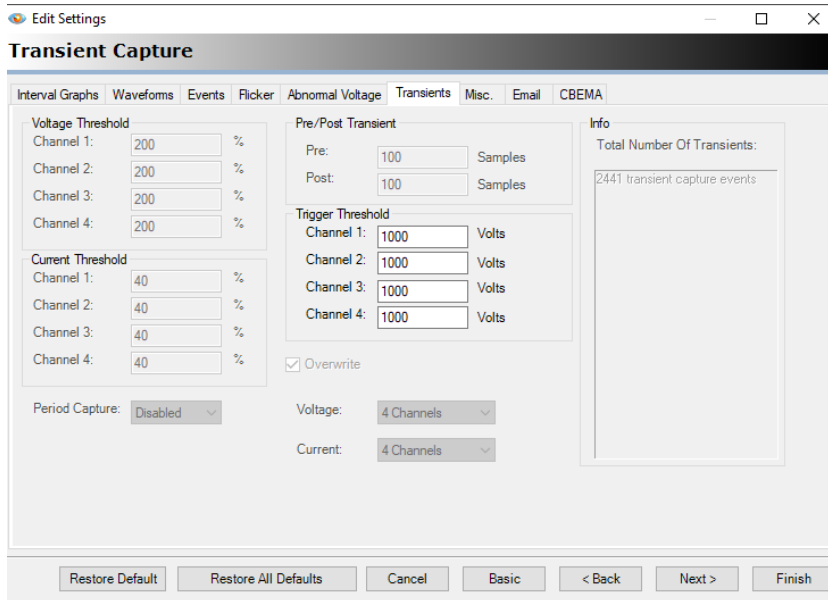 Edit Settings
Transient Capture
Interval Graphs Waveforms Events Flicker Abnormal Voltage Transients Misc. Email CBEMA
Voltage Threshold
Channel 1: 200 %
Channel 2: 200 %
Channel 3: 200 %
Channel 4: 200 %
Current Threshold
Channel 1: 40 %
Channel 2: 40 %
Channel 3: 40 %
Channel 4: 40 %
Period Capture: Disabled
Pre/Post Transient
Pre: 100 Samples
Post: 100 Samples
Trigger Threshold
Channel 1: 1000 Volts
Channel 2: 1000 Volts
Channel 3: 1000 Volts
Channel 4: 1000 Volts
Overwrite
Voltage: 4 Channels
Current: 4 Channels
Info
Total Number Of Transients:
2441 transient capture events
Restore Default Restore All Defaults Cancel Basic < Back Next > Finish